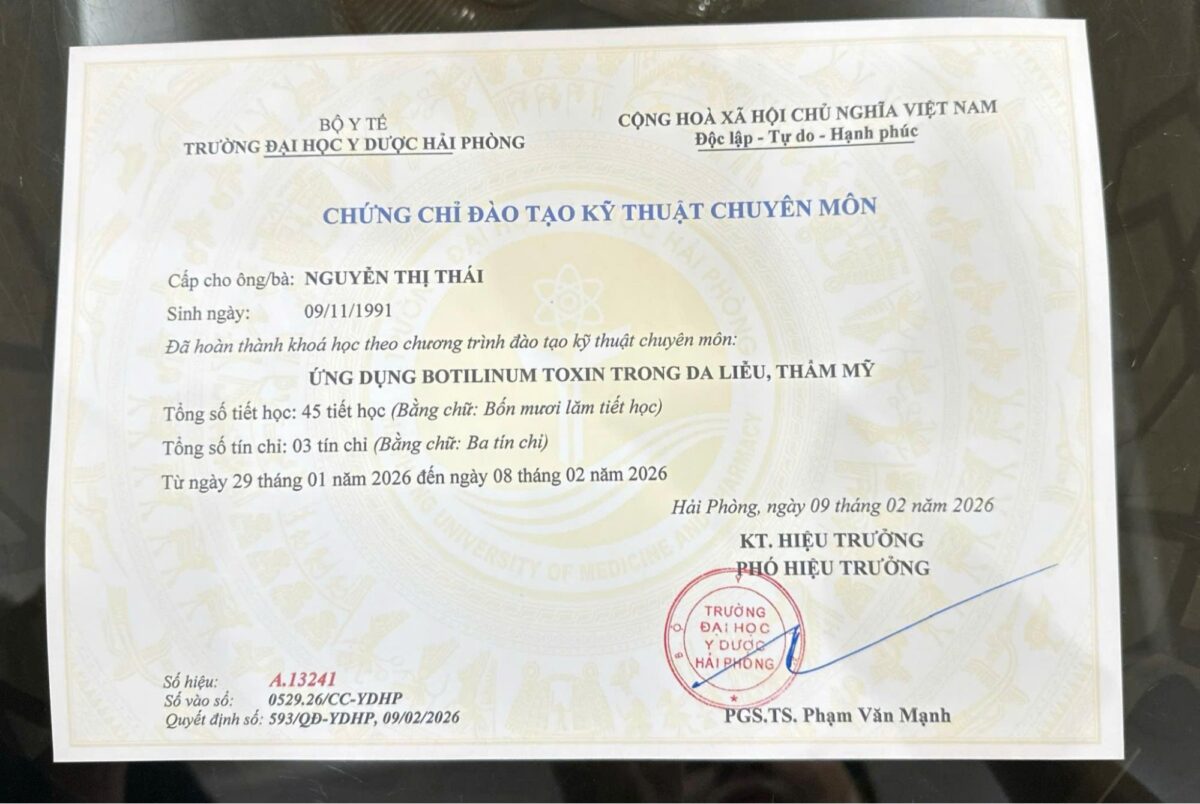 BỘ Y TẾ
TRƯỜNG ĐẠI HỌC Y DƯỢC HẢI PHÒNG
CỘNG HOÀ XÃ HỘI CHỦ NGHĨA VIỆT NAM
Độc lập - Tự do - Hạnh phúc
CHỨNG CHỈ ĐÀO TẠO KỸ THUẬT CHUYÊN MÔN
Cấp cho ông/bà: NGUYỄN THỊ THÁI
Sinh ngày: 09/11/1991
Đã hoàn thành khoá học theo chương trình đào tạo kỹ thuật chuyên môn:
ỨNG DỤNG BOTILINUM TOXIN TRONG DA LIỄU, THẨM MỸ
Tổng số tiết học: 45 tiết học (Bằng chữ: Bốn mươi lăm tiết học)
Tổng số tín chỉ: 03 tín chỉ (Bằng chữ: Ba tín chỉ)
Từ ngày 29 tháng 01 năm 2026 đến ngày 08 tháng 02 năm 2026
Hải Phòng, ngày 09 tháng 02 năm 2026
KT. HIỆU TRƯỞNG
PHÓ HIỆU TRƯỞNG
TRƯỜNG
ĐẠI HỌC
Y DƯỢC
HẢI PHÒNG
PGS.TS. Phạm Văn Mạnh
Số hiệu: A.13241
Số vào sổ: 0529.26/CC-YDHP
Quyết định số: 593/QĐ-YDHP, 09/02/2026